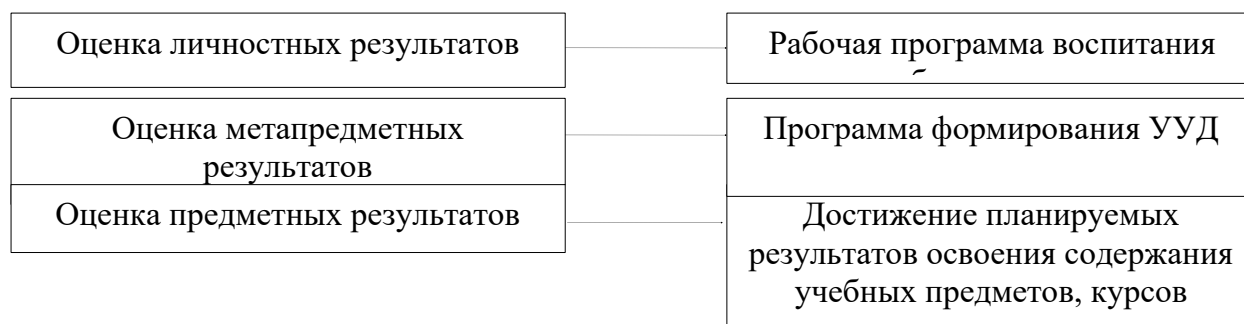 Оценка личностных результатов
Рабочая программа воспитания
Оценка метапредметных
результатов
Программа формирования УУД
Оценка предметных результатов
Достижение планируемых
результатов освоения содержания
учебных предметов, курсов